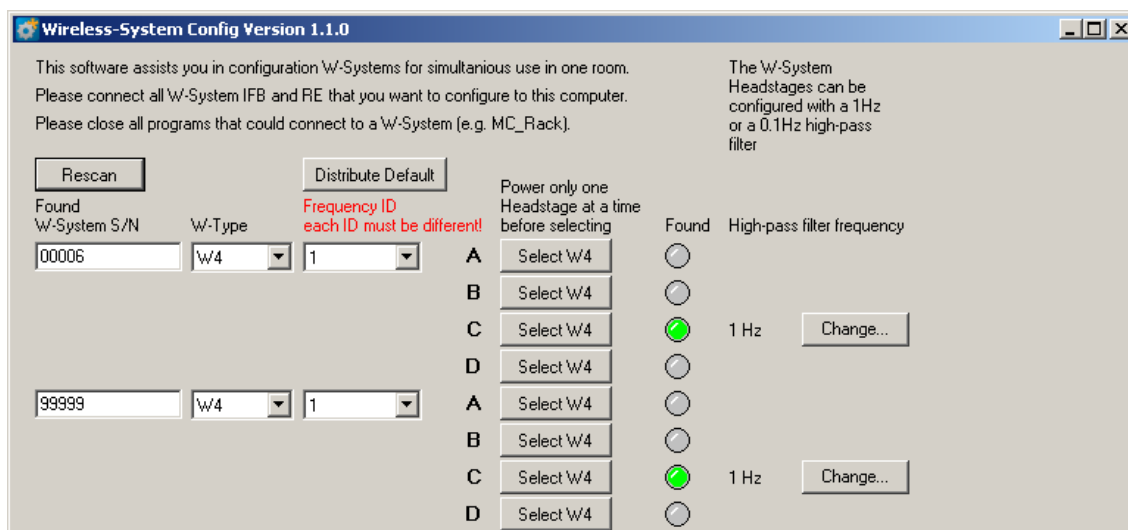 Wireless-System Config Version 1.1.0
This software assists you in configuration W-Systems for simultanious use in one room.
Please connect all W-System IFB and RE that you want to configure to this computer.
Please close all programs that could connect to a W-System (e.g. MC_Rack).
The W-System
Headstages can be
configured with a 1Hz
or a 0.1Hz high-pass
filter
Rescan
Distribute Default
Found
W-System S/N
W-Type
Frequency ID
each ID must be different!
Power only one
Headstage at a time
before selecting
Found
High-pass filter frequency
00006
W4
1
A
Select W4
B
Select W4
C
Select W4
1 Hz
Change...
D
Select W4
99999
W4
1
A
Select W4
B
Select W4
C
Select W4
1 Hz
Change...
D
Select W4